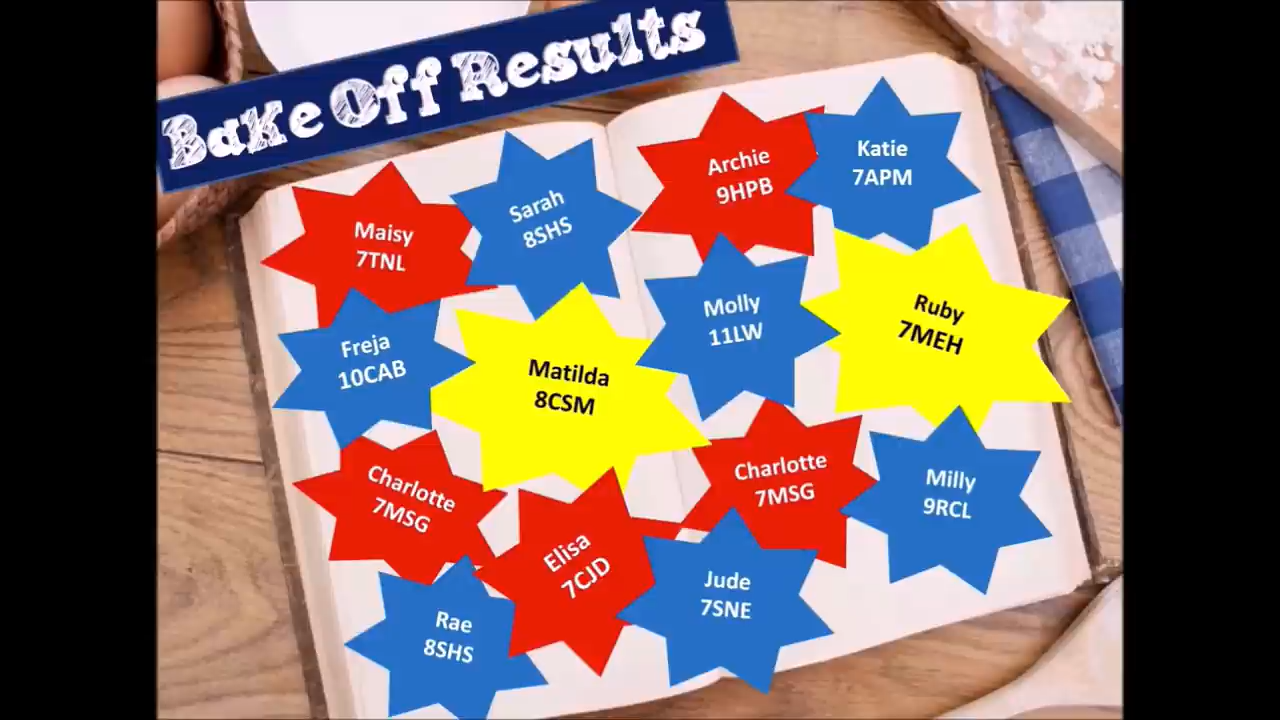 Bake Off Results
Maisy
7TNL
Sarah
8SHS
Archie
9HPB
Katie
7APM
Freja
10CAB
Matilda
8CSM
Molly
11LW
Ruby
7MEH
Charlotte
7MSG
Elisa
7CJD
Charlotte
7MSG
Milly
9RCL
Rae
8SHS
Jude
7SNE